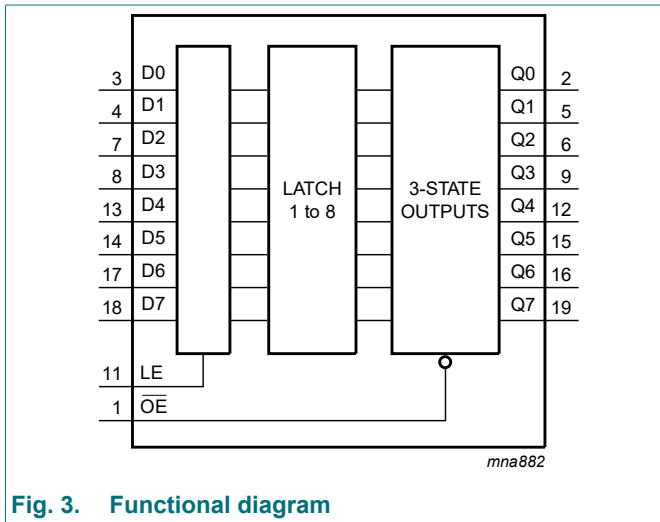 3 D0 Q0 2
4 D1 Q1 5
7 D2 Q2 6
8 D3 Q3 9
LATCH 3-STATE
13 D4 1 to 8 OUTPUTS Q4 12
14 D5 Q5 15
17 D6 Q6 16
18 D7 Q7 19
11 LE
1 O̅E̅
mna882
Fig. 3. Functional diagram